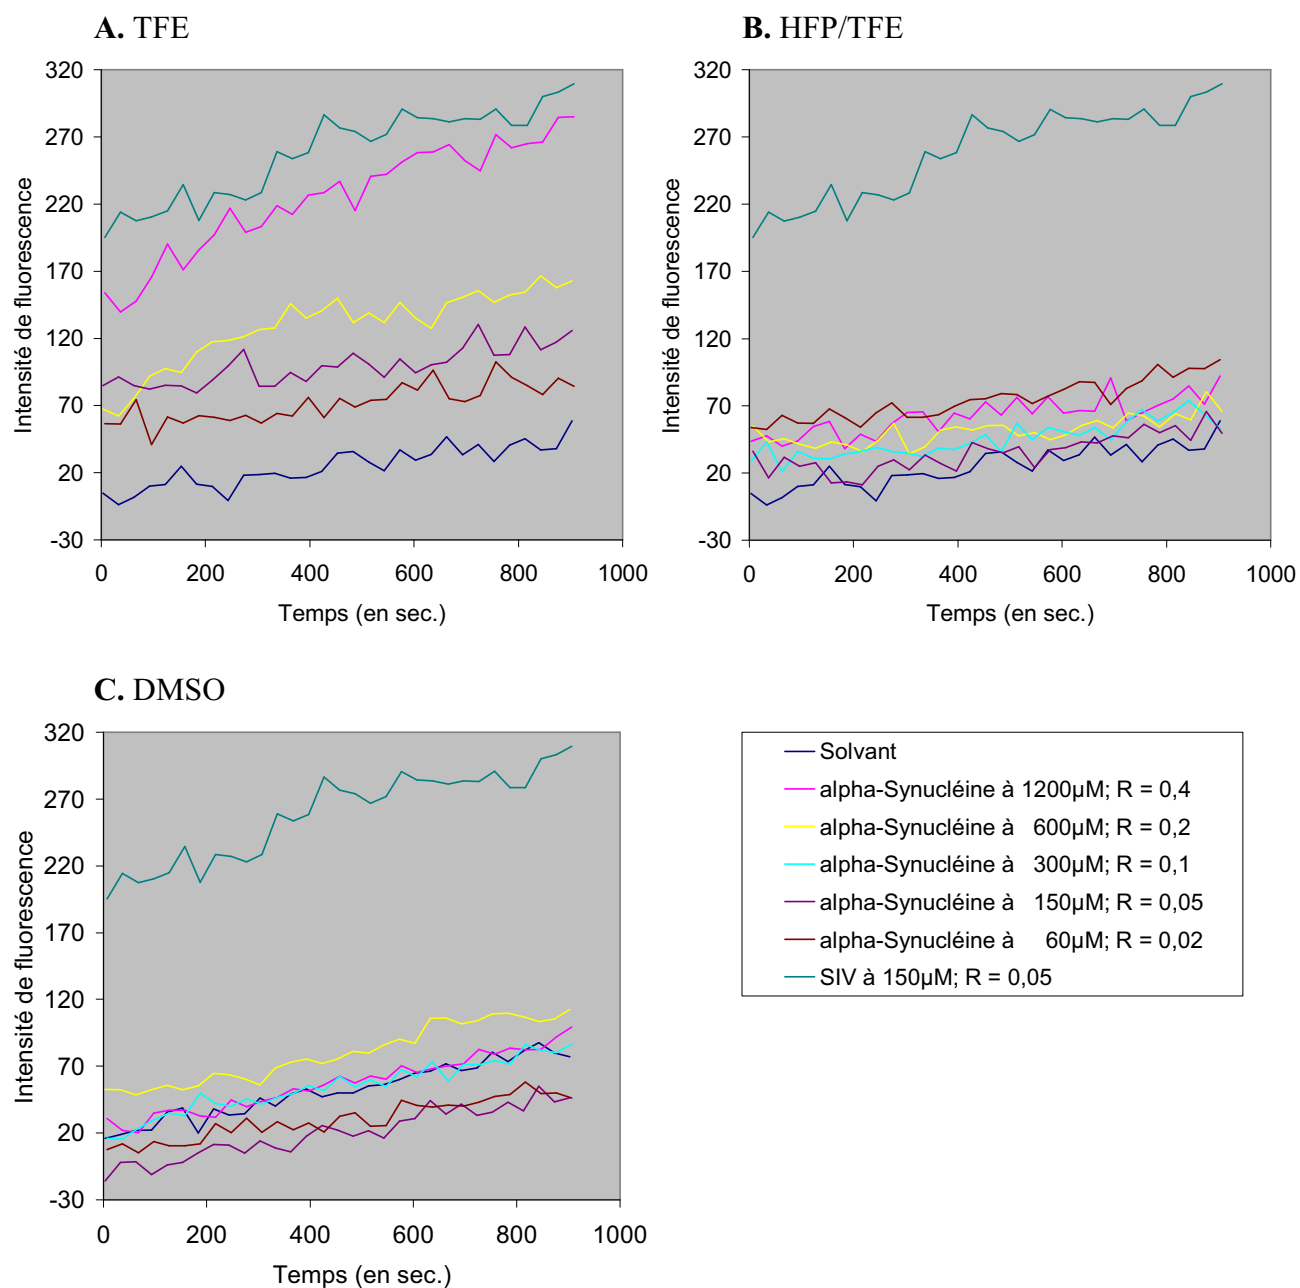 A. TFE
Intensité de fluorescence
320
270
220
170
120
70
20
-30
0 200 400 600 800 1000
Temps (en sec.)
B. HFP/TFE
Intensité de fluorescence
320
270
220
170
120
70
20
-30
0 200 400 600 800 1000
Temps (en sec.)
C. DMSO
Intensité de fluorescence
320
270
220
170
120
70
20
-30
0 200 400 600 800 1000
Temps (en sec.)
Solvant
alpha-Synucléine à 1200µM; R = 0,4
alpha-Synucléine à 600µM; R = 0,2
alpha-Synucléine à 300µM; R = 0,1
alpha-Synucléine à 150µM; R = 0,05
alpha-Synucléine à 60µM; R = 0,02
SIV à 150µM; R = 0,05